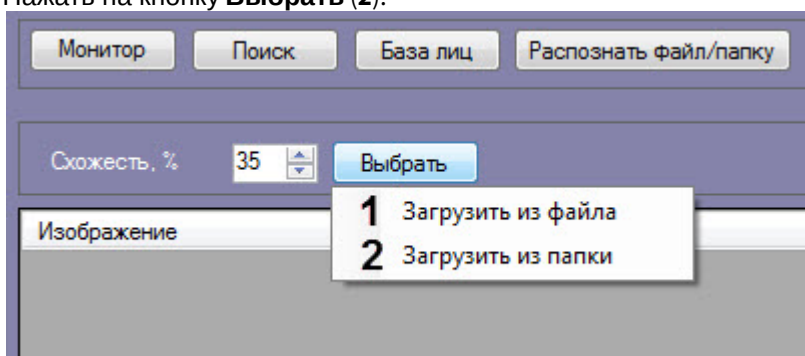 Нажать на кнопку Выбрать (2).
Монитор Поиск База лиц Распознать файл/папку
Схожесть, % 35 Выбрать
1 Загрузить из файла
Изображение
2 Загрузить из папки